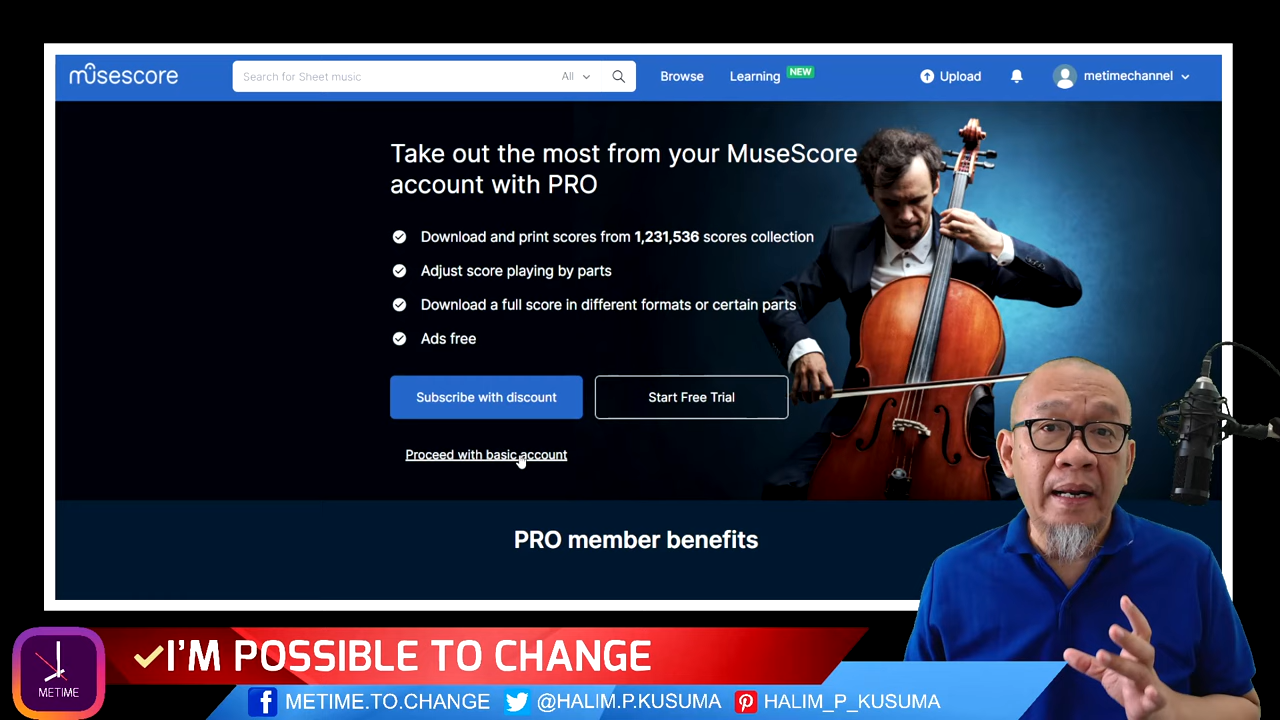 musescore
Search for Sheet music
All
Browse
Learning
NEW
Upload
metimechannel
Take out the most from your MuseScore
account with PRO
Download and print scores from 1,231,536 scores collection
Adjust score playing by parts
Download a full score in different formats or certain parts
Ads free
Subscribe with discount
Start Free Trial
Proceed with basic account
PRO member benefits
METIME
I'M POSSIBLE TO CHANGE
METIME.TO.CHANGE
@HALIM.P.KUSUMA
HALIM_P_KUSUMA